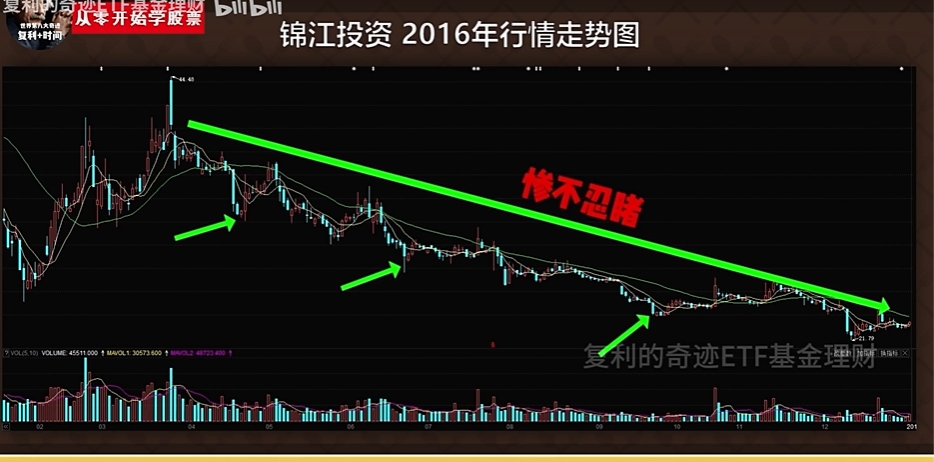 复利的奇迹ETF基金理财
bilibili
从零开始学股票
世界第八大奇迹
复利+时间
锦江投资 2016年行情走势图
44.48
惨不忍睹
21.79
复利的奇迹ETF基金理财
VOL(5,10) VOLUME: 45511.000 MAVOL1: 30573.600 MAVOL2: 48723.400
02 03 04 05 06 07 08 09 10 11 12 201